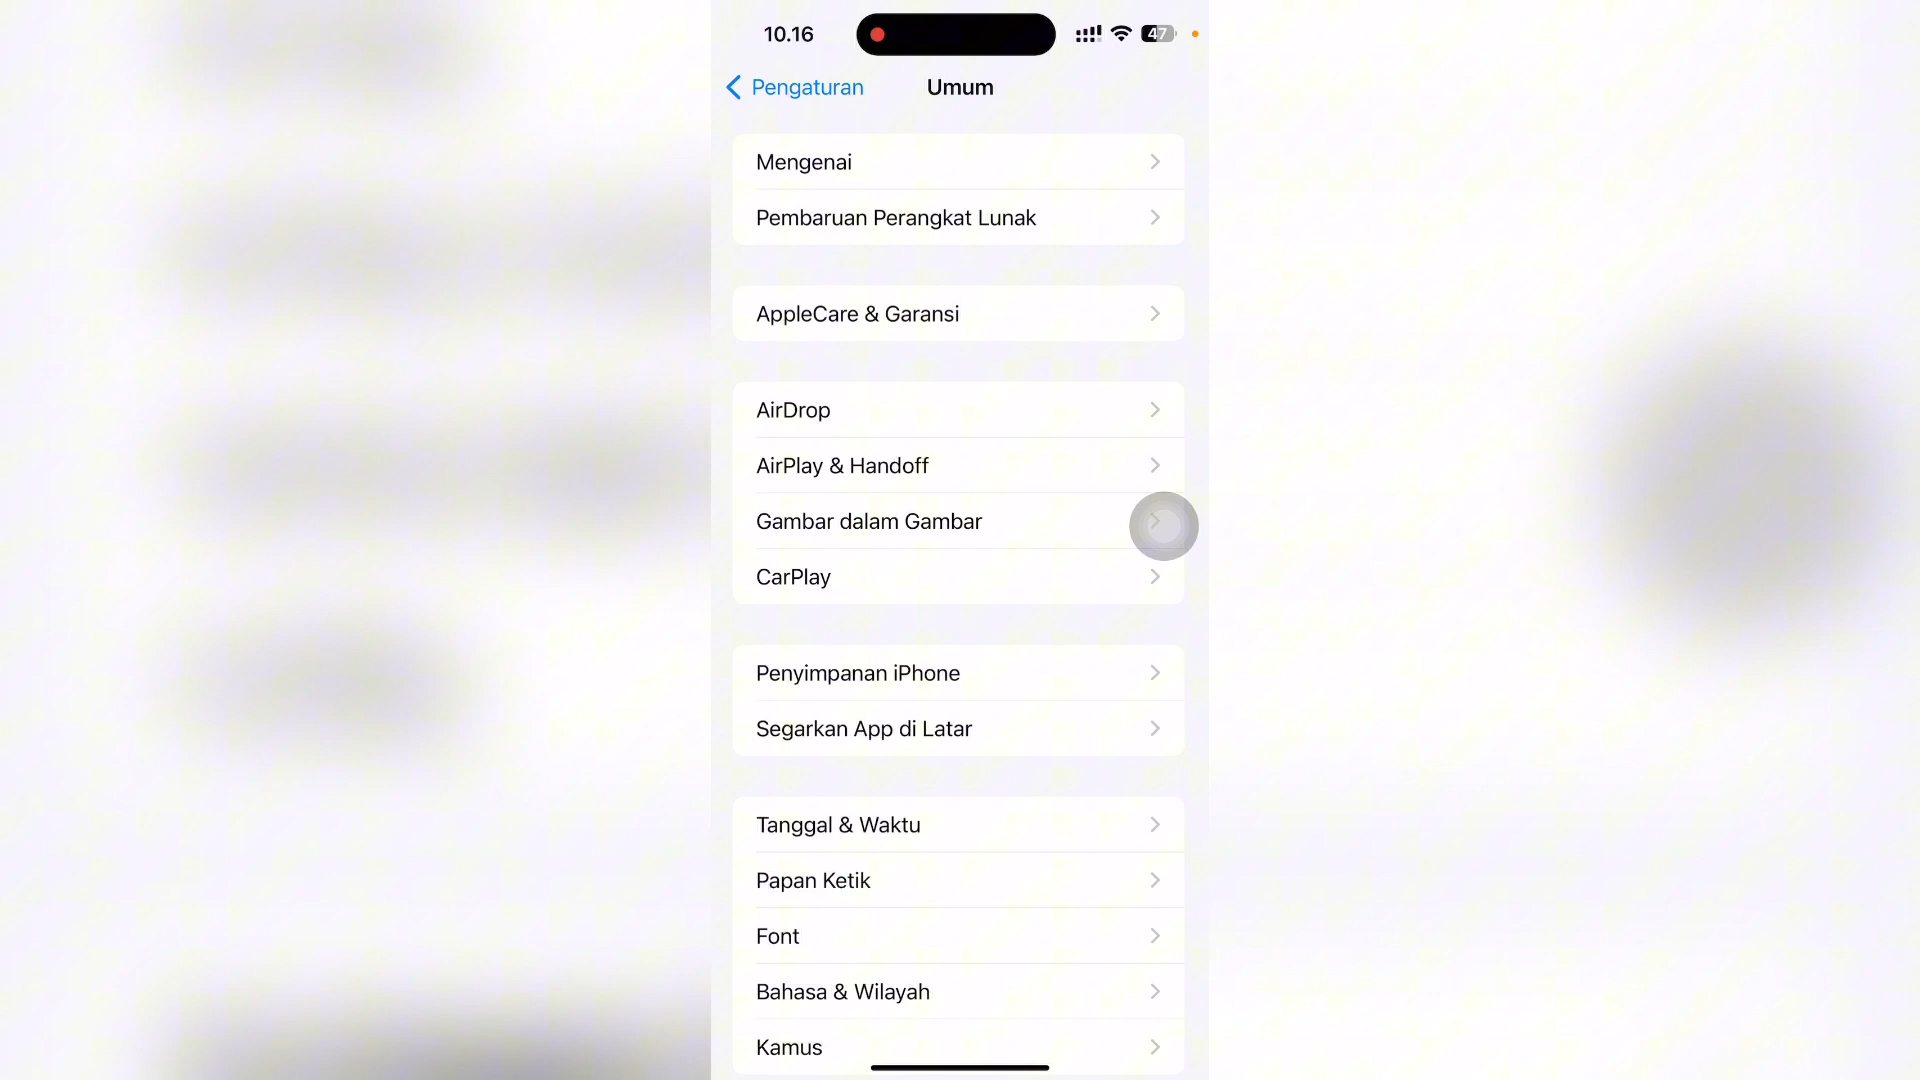 10.16
47
Pengaturan
Umum
Mengenai
Pembaruan Perangkat Lunak
AppleCare & Garansi
AirDrop
AirPlay & Handoff
Gambar dalam Gambar
CarPlay
Penyimpanan iPhone
Segarkan App di Latar
Tanggal & Waktu
Papan Ketik
Font
Bahasa & Wilayah
Kamus